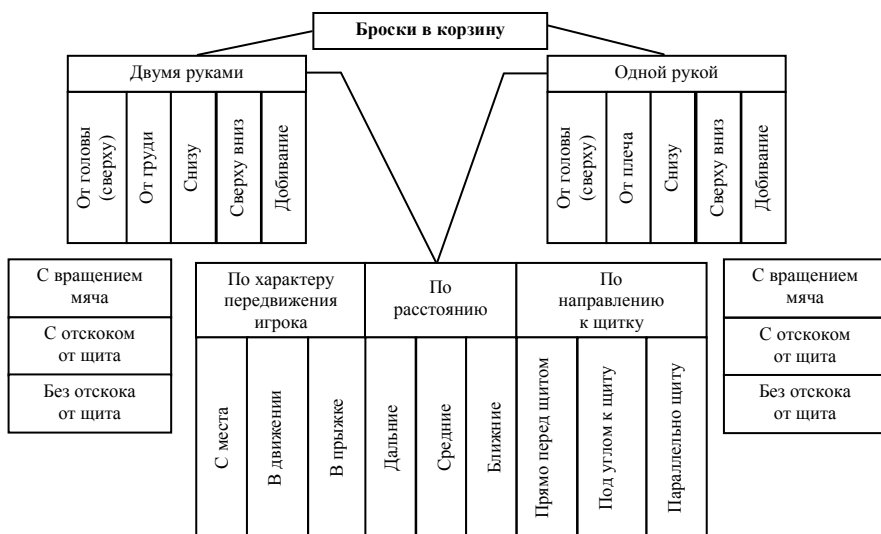 Броски в корзину
Двумя руками
Одной рукой
От головы
(сверху)
От груди
Снизу
Сверху вниз
Добивание
От головы
(сверху)
От плеча
Снизу
Сверху вниз
Добивание
С вращением
мяча
С отскоком
от щита
Без отскока
от щита
По характеру
передвижения
игрока
По
расстоянию
По
направлению
к щитку
С места
В движении
В прыжке
Дальние
Средние
Ближние
Прямо перед щитом
Под углом к щиту
Параллельно щиту
С вращением
мяча
С отскоком
от щита
Без отскока
от щита